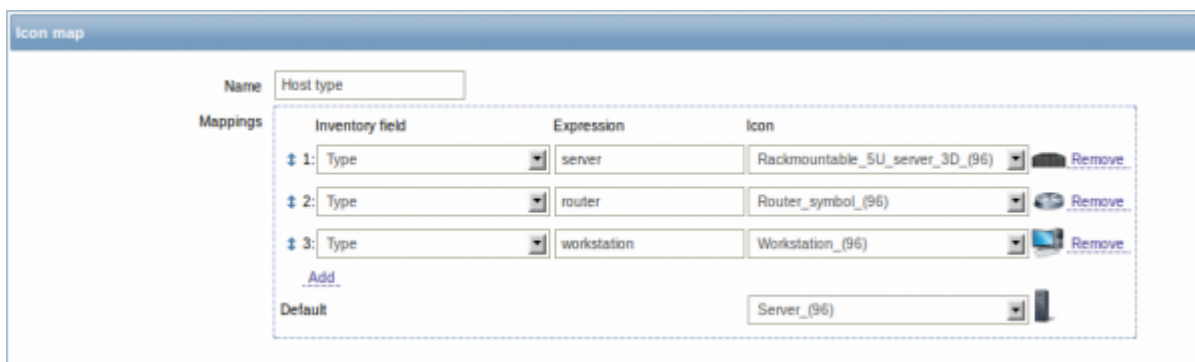 Icon map
Name Host type
Mappings Inventory field Expression Icon
1: Type server Rackmountable_5U_server_3D_(96) Remove
2: Type router Router_symbol_(96) Remove
3: Type workstation Workstation_(96) Remove
Add
Default Server_(96)